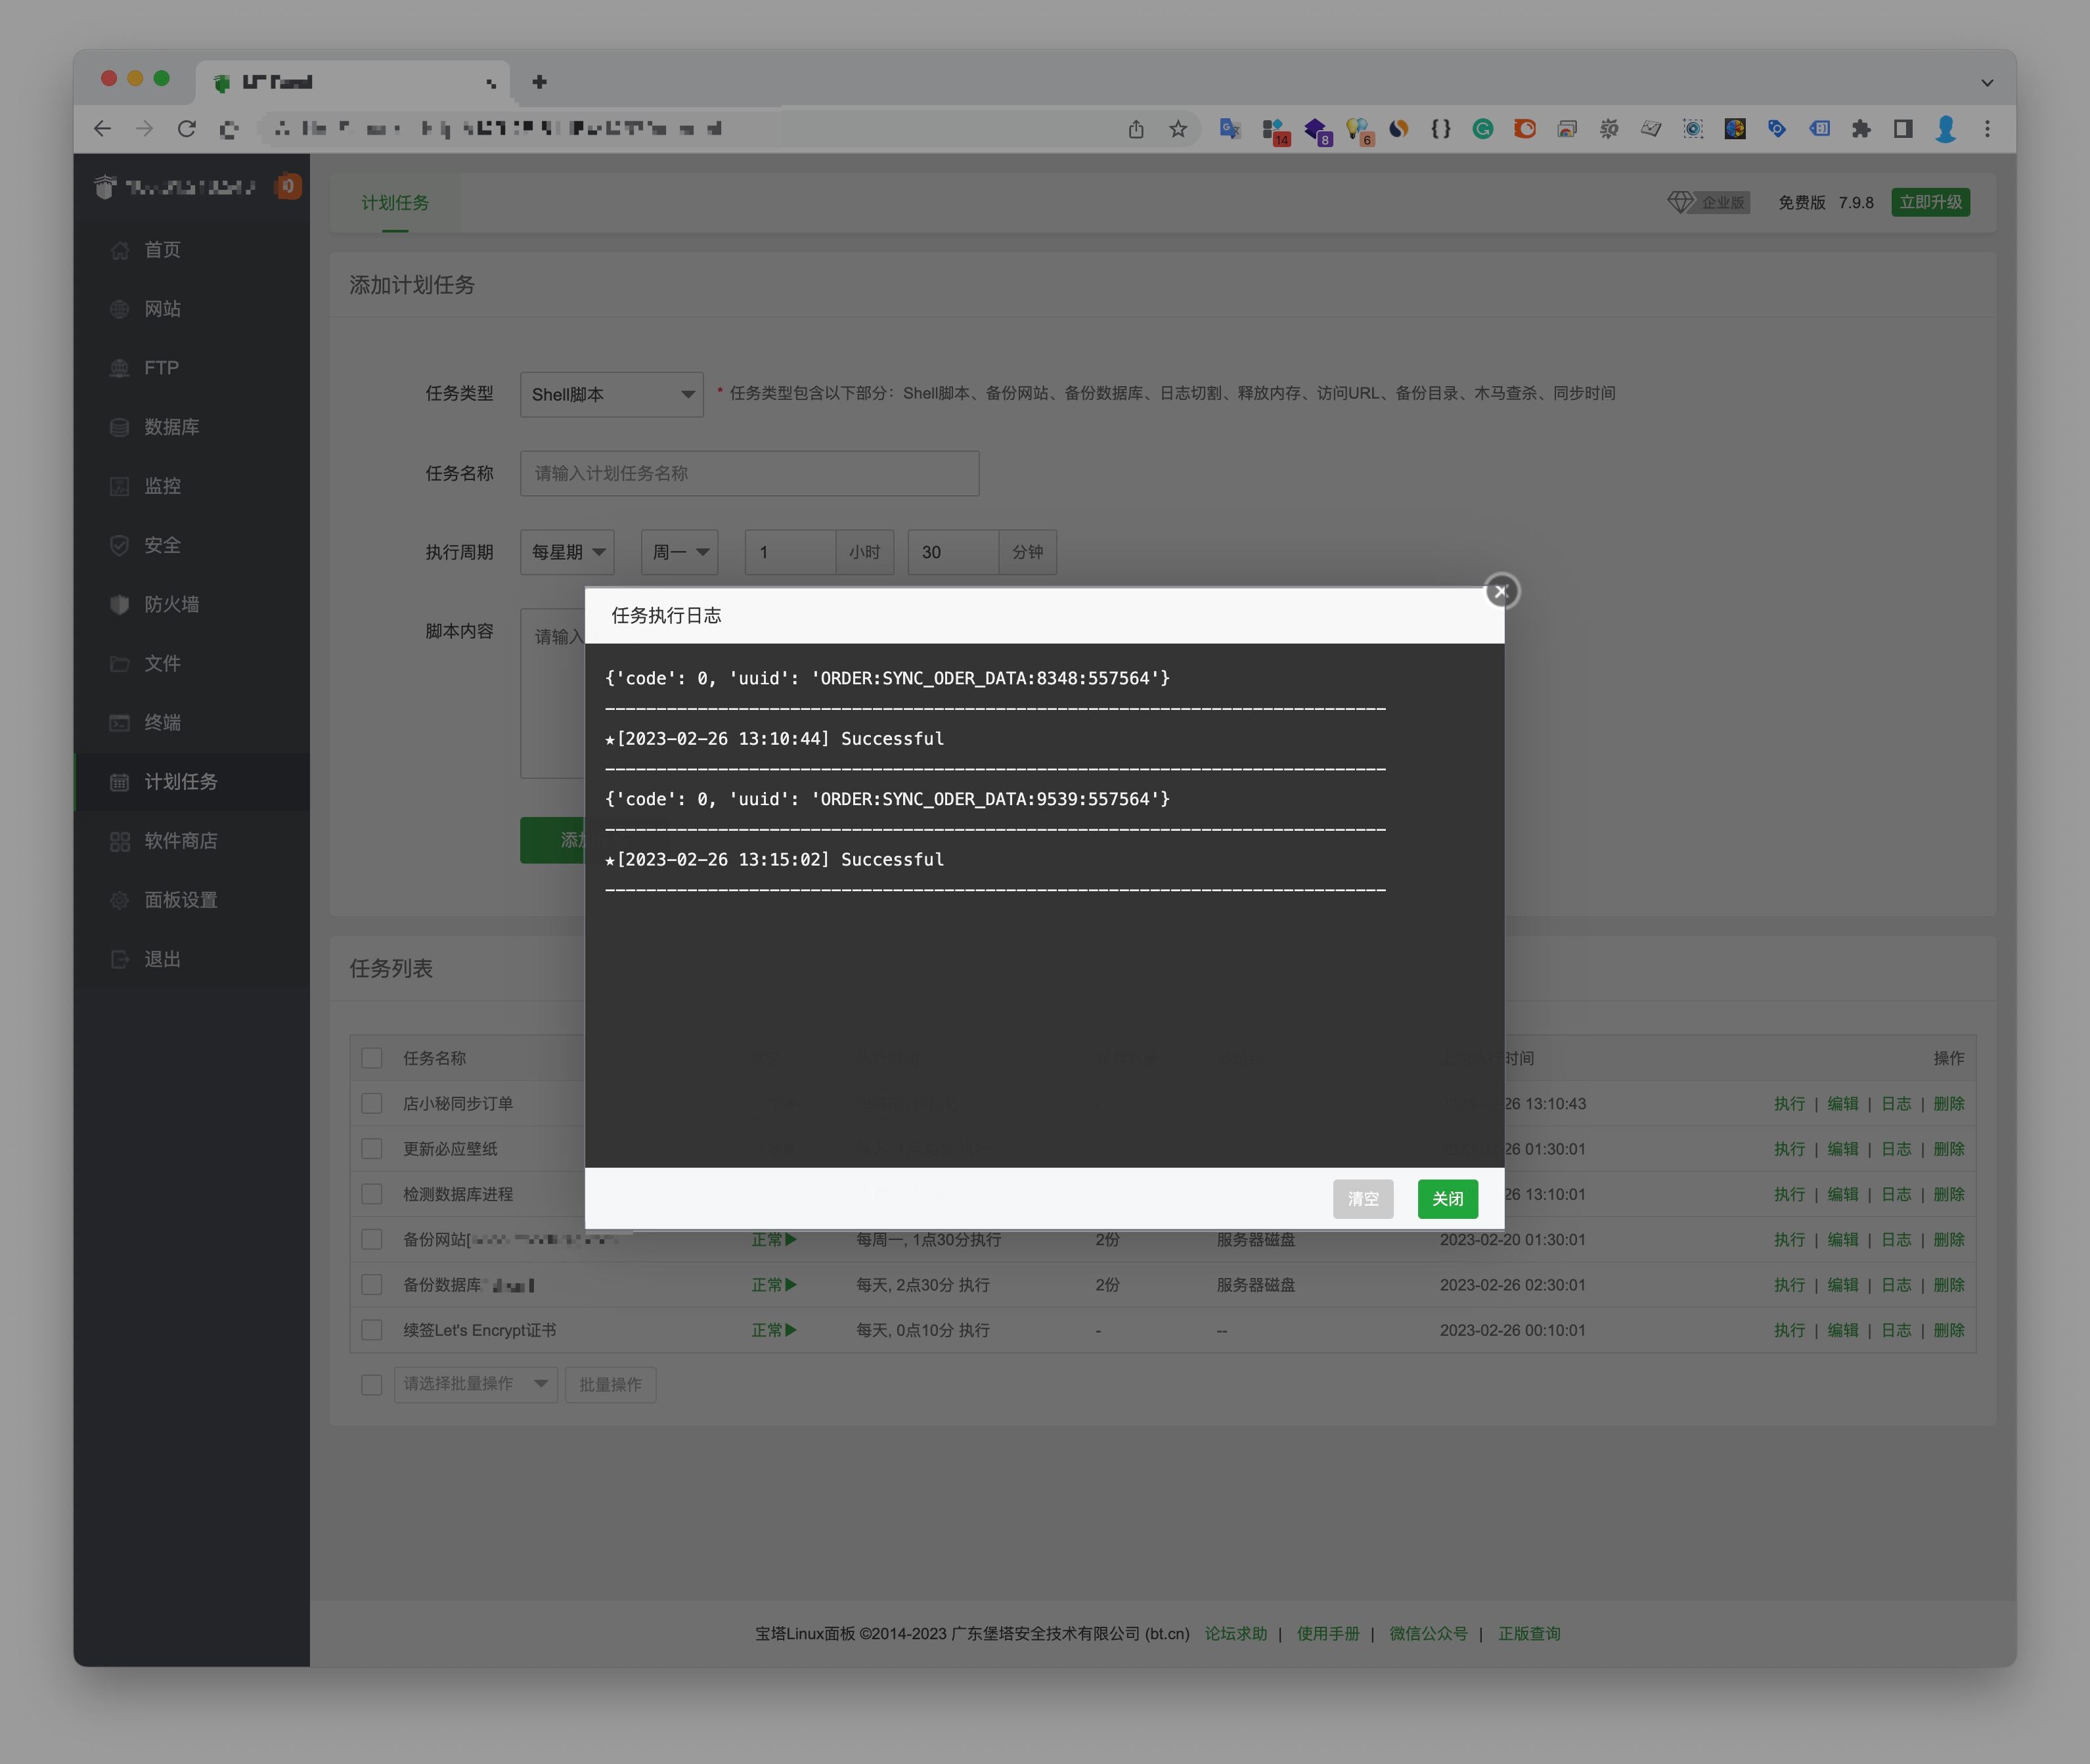 14
8
6
首页
网站
FTP
数据库
监控
安全
防火墙
文件
终端
计划任务
软件商店
面板设置
退出
计划任务
企业版 免费版 7.9.8 立即升级
添加计划任务
任务类型 Shell脚本 * 任务类型包含以下部分：Shell脚本、备份网站、备份数据库、日志切割、释放内存、访问URL、备份目录、木马查杀、同步时间
任务名称 请输入计划任务名称
执行周期 每星期 周一 1 小时 30 分钟
脚本内容 请输入
添加
任务执行日志
{'code': 0, 'uuid': 'ORDER:SYNC_ODER_DATA:8348:557564'}
----------------------------------------------------------------------------
★[2023-02-26 13:10:44] Successful
----------------------------------------------------------------------------
{'code': 0, 'uuid': 'ORDER:SYNC_ODER_DATA:9539:557564'}
----------------------------------------------------------------------------
★[2023-02-26 13:15:02] Successful
----------------------------------------------------------------------------
清空 关闭
任务列表
任务名称 时间 操作
店小秘同步订单 26 13:10:43 执行 | 编辑 | 日志 | 删除
更新必应壁纸 26 01:30:01 执行 | 编辑 | 日志 | 删除
检测数据库进程 26 13:10:01 执行 | 编辑 | 日志 | 删除
备份网站[ 正常 每周一, 1点30分执行 2份 服务器磁盘 2023-02-20 01:30:01 执行 | 编辑 | 日志 | 删除
备份数据库 正常 每天, 2点30分 执行 2份 服务器磁盘 2023-02-26 02:30:01 执行 | 编辑 | 日志 | 删除
续签Let's Encrypt证书 正常 每天, 0点10分 执行 - -- 2023-02-26 00:10:01 执行 | 编辑 | 日志 | 删除
请选择批量操作 批量操作
宝塔Linux面板 ©2014-2023 广东堡塔安全技术有限公司 (bt.cn) 论坛求助 | 使用手册 | 微信公众号 | 正版查询